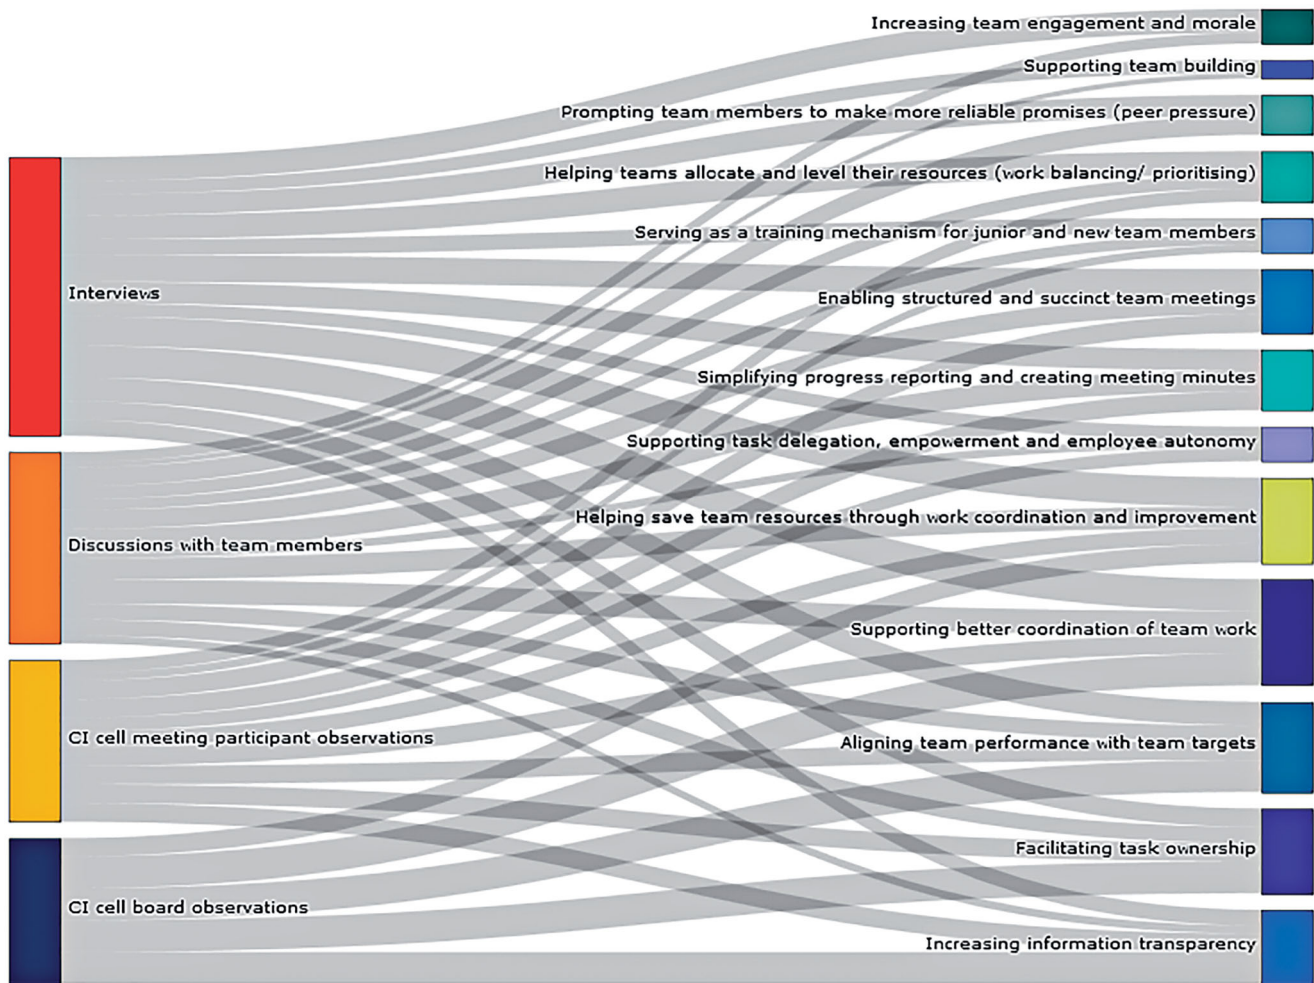 Increasing team engagement and morale
Supporting team building
Prompting team members to make more reliable promises (peer pressure)
Helping teams allocate and level their resources (work balancing/ prioritising)
Serving as a training mechanism for junior and new team members
Interviews
Enabling structured and succinct team meetings
Simplifying progress reporting and creating meeting minutes
Supporting task delegation, empowerment and employee autonomy
Helping save team resources through work coordination and improvement
Discussions with team members
Supporting better coordination of team work
CI cell meeting participant observations
Aligning team performance with team targets
Facilitating task ownership
CI cell board observations
Increasing information transparency